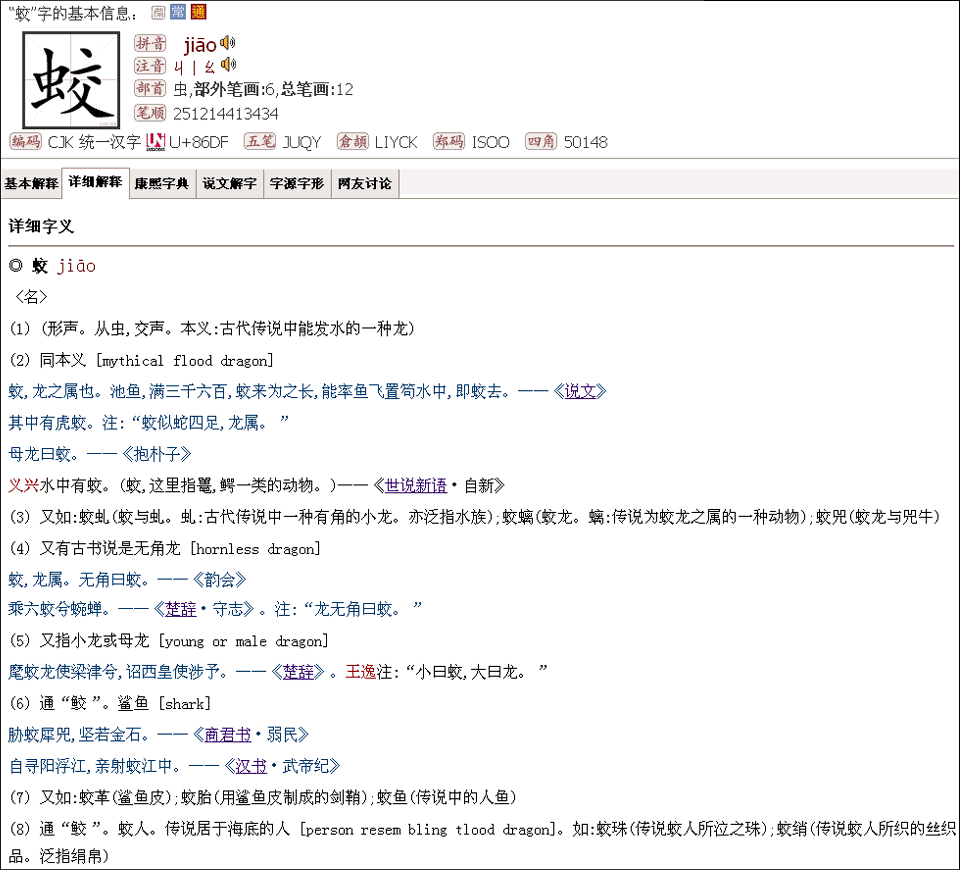 “蛟”字的基本信息： 備 常 通
蛟
拼音 jiāo
注音 ㄐㄧㄠ
部首 虫,部外笔画:6,总笔画:12
笔顺 251214413434
编码 CJK 统一汉字 UN U+86DF 五笔 JUQY 倉頡 LIYCK 郑码 ISOO 四角 50148
基本解释 详细解释 康熙字典 说文解字 字源字形 网友讨论
详细字义
◎ 蛟 jiāo
〈名〉
(1) (形声。从虫,交声。本义:古代传说中能发水的一种龙)
(2) 同本义 [mythical flood dragon]
蛟,龙之属也。池鱼,满三千六百,蛟来为之长,能率鱼飞置笱水中,即蛟去。——《说文》
其中有虎蛟。注:“蛟似蛇四足,龙属。”
母龙曰蛟。——《抱朴子》
义兴水中有蛟。(蛟,这里指鼍,鳄一类的动物。)——《世说新语·自新》
(3) 又如:蛟虬(蛟与虬。虬:古代传说中一种有角的小龙。亦泛指水族);蛟螭(蛟龙。螭:传说为蛟龙之属的一种动物);蛟兕(蛟龙与兕牛)
(4) 又有古书说是无角龙 [hornless dragon]
蛟,龙属。无角曰蛟。——《韵会》
乘六蛟兮蜿蝉。——《楚辞·守志》。注:“龙无角曰蛟。”
(5) 又指小龙或母龙 [young or male dragon]
麾蛟龙使梁津兮,诏西皇使涉予。——《楚辞》。王逸注:“小曰蛟,大曰龙。”
(6) 通“鲛”。鲨鱼 [shark]
胁蛟犀兕,坚若金石。——《商君书·弱民》
自寻阳浮江,亲射蛟江中。——《汉书·武帝纪》
(7) 又如:蛟革(鲨鱼皮);蛟胎(用鲨鱼皮制成的剑鞘);蛟鱼(传说中的人鱼)
(8) 通“鲛”。蛟人。传说居于海底的人 [person resem bling tlood dragon]。如:蛟珠(传说蛟人所泣之珠);蛟绡(传说蛟人所织的丝织
品。泛指绢帛)